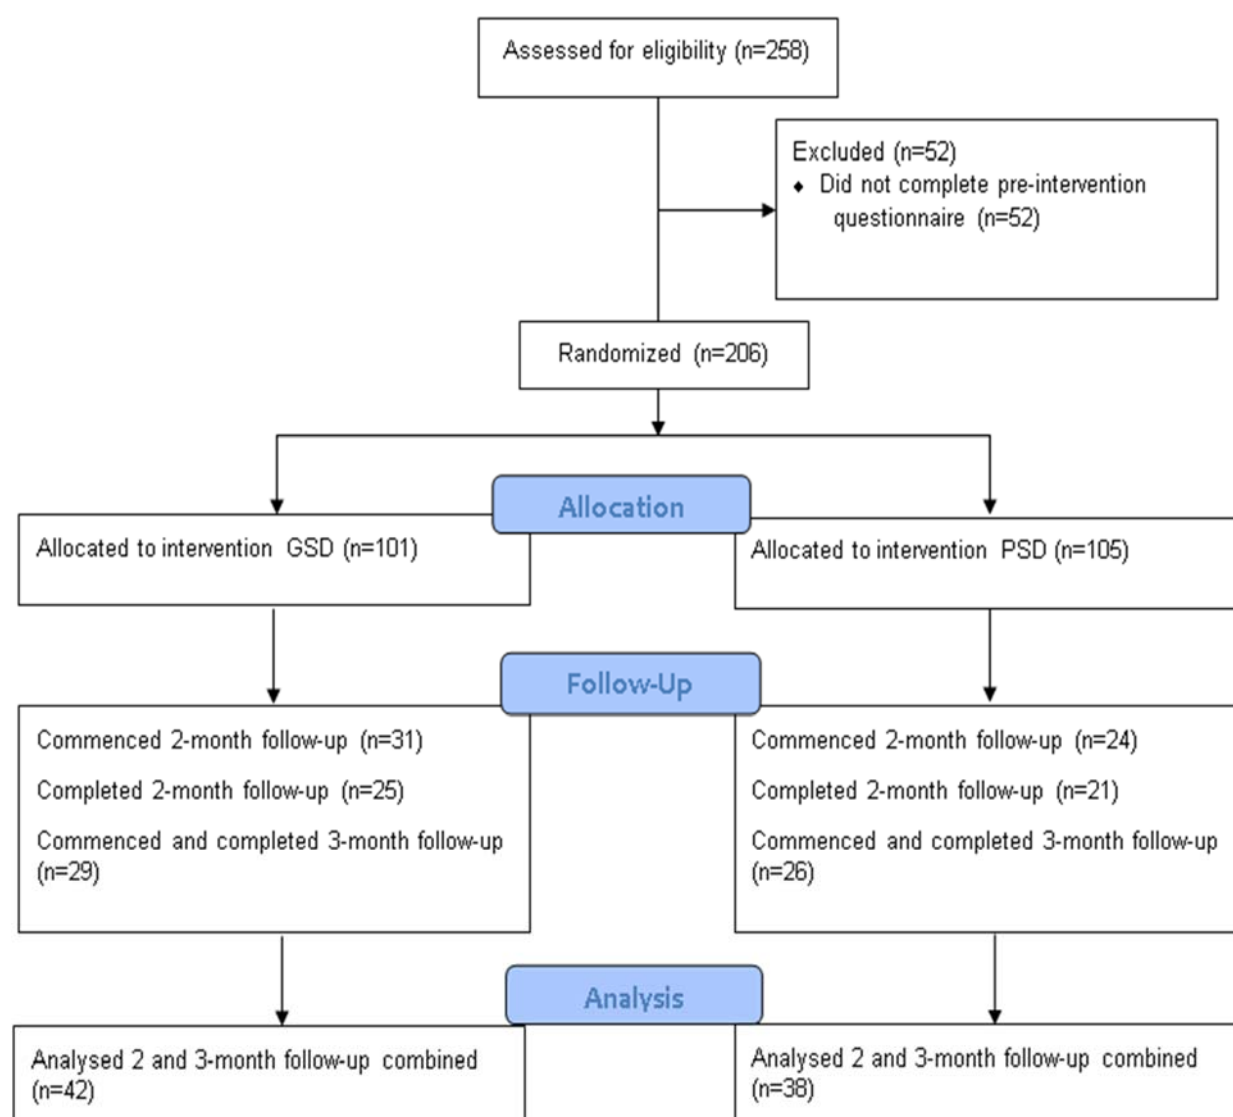 Assessed for eligibility (n=258)
Excluded (n=52)
♦ Did not complete pre-intervention
questionnaire (n=52)
Randomized (n=206)
Allocation
Allocated to intervention GSD (n=101)
Allocated to intervention PSD (n=105)
Follow-Up
Commenced 2-month follow-up (n=31)
Completed 2-month follow-up (n=25)
Commenced and completed 3-month follow-up
(n=29)
Commenced 2-month follow-up (n=24)
Completed 2-month follow-up (n=21)
Commenced and completed 3-month follow-up
(n=26)
Analysis
Analysed 2 and 3-month follow-up combined
(n=42)
Analysed 2 and 3-month follow-up combined
(n=38)